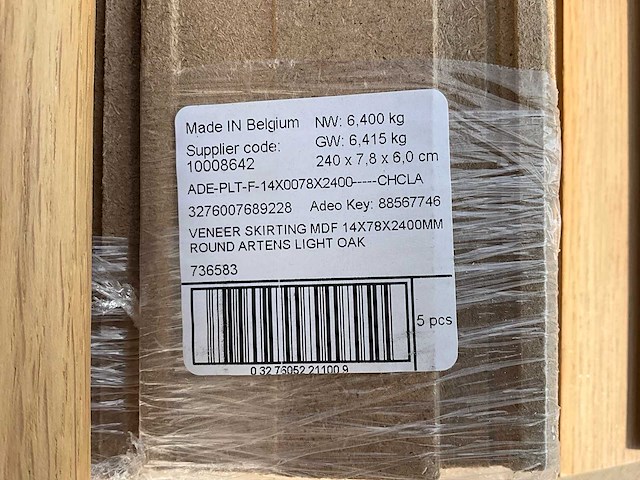 Made IN Belgium NW: 6,400 kg
Supplier code: GW: 6,415 kg
10008642 240 x 7,8 x 6,0 cm
ADE-PLT-F-14X0078X2400-----CHCLA
3276007689228 Adeo Key: 88567746
VENEER SKIRTING MDF 14X78X2400MM
ROUND ARTENS LIGHT OAK
736583
5 pcs
0 32 76052 21100 9